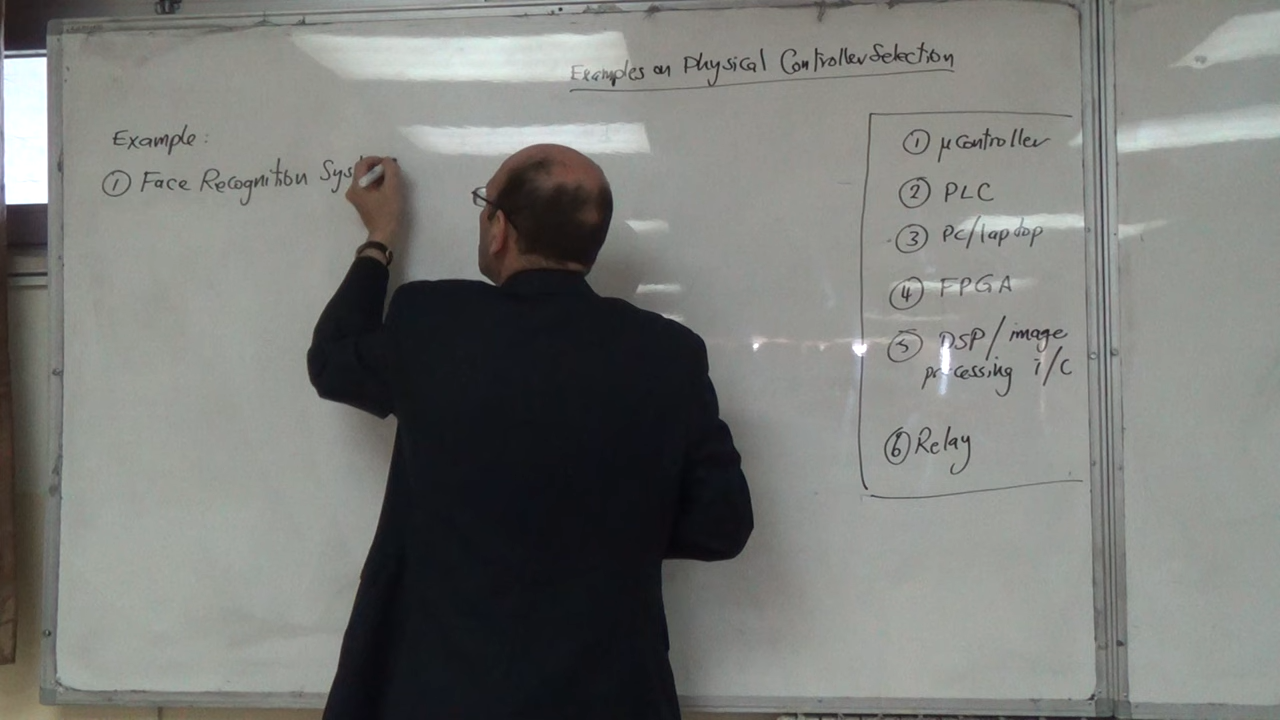 Examples on Physical Controller Selection
Example:
① Face Recognition Sys
① μController
② PLC
③ PC/laptop
④ FPGA
⑤ DSP/image
processing i/C
⑥ Relay